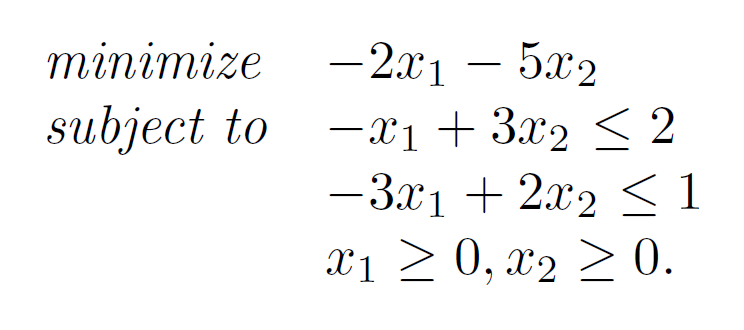 minimize −2x₁ − 5x₂
subject to −x₁ + 3x₂ ≤ 2
−3x₁ + 2x₂ ≤ 1
x₁ ≥ 0, x₂ ≥ 0.